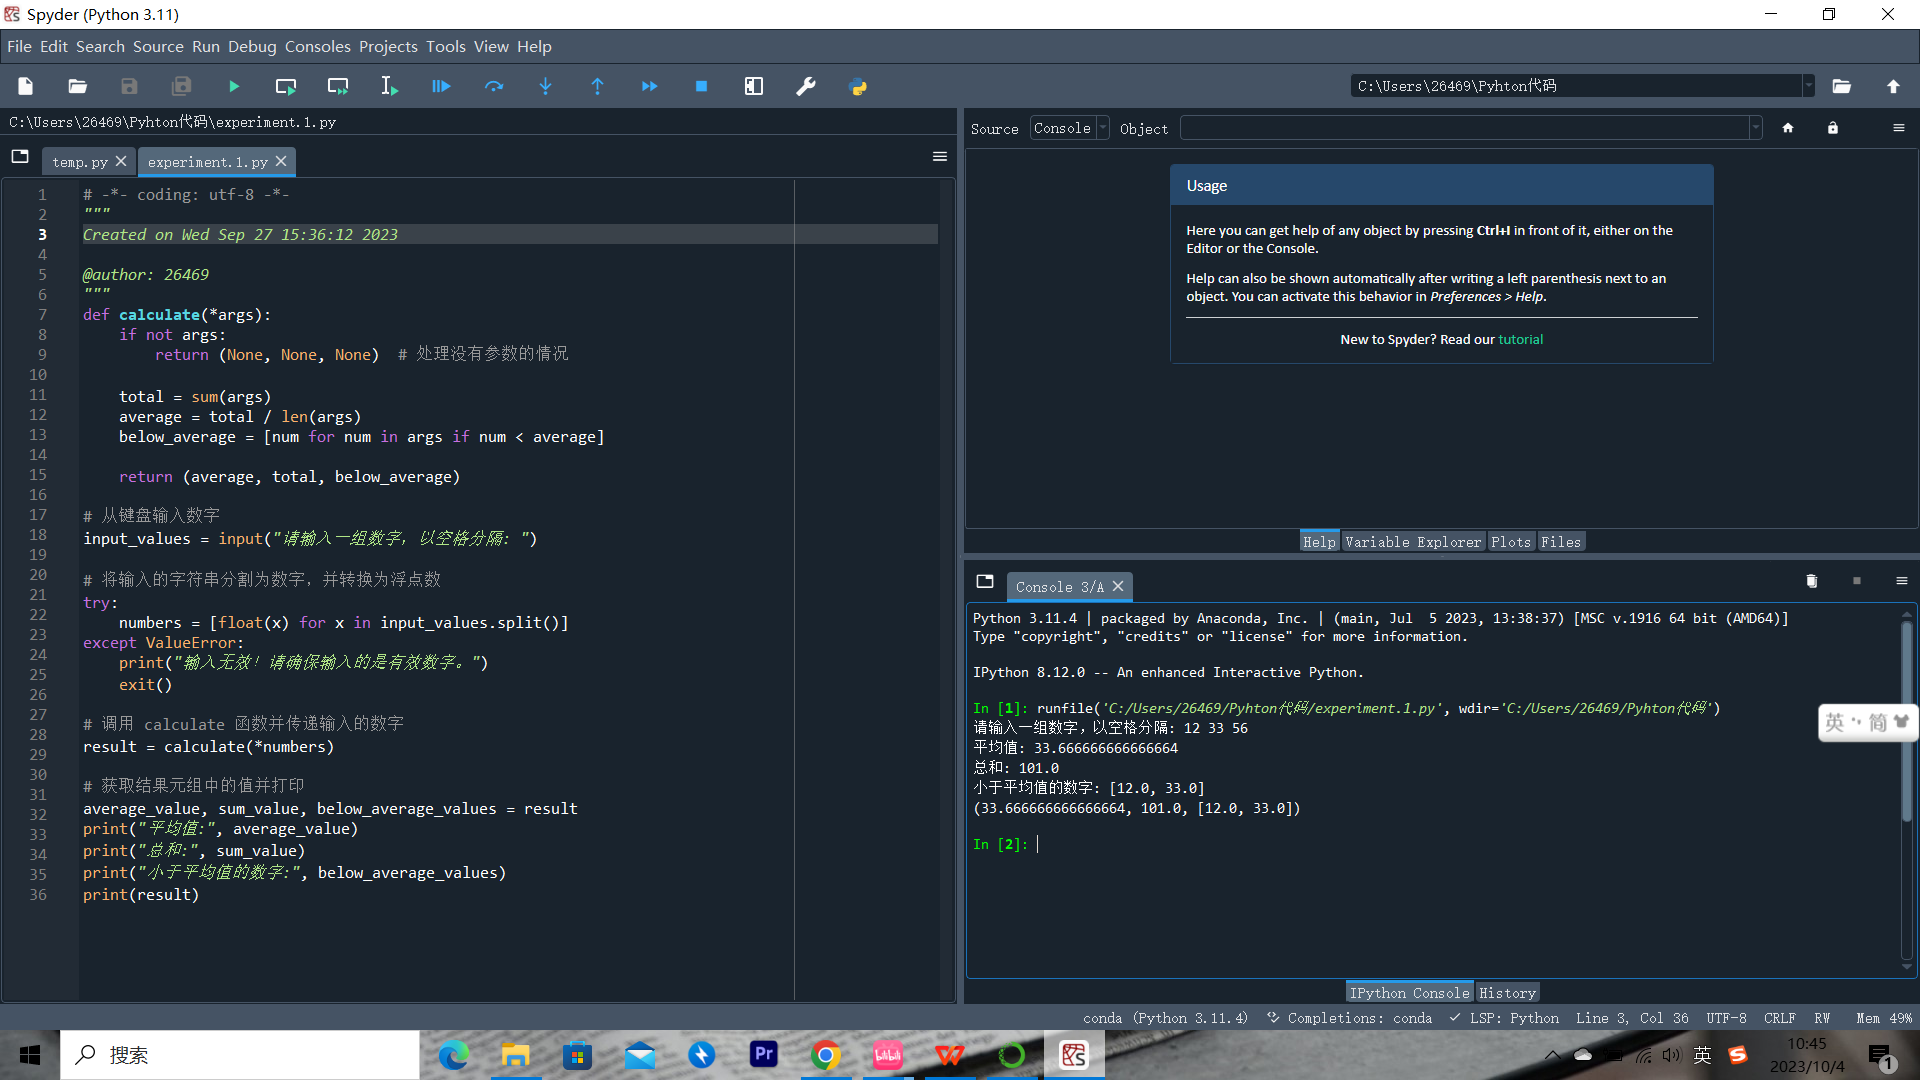 Spyder (Python 3.11)
File Edit Search Source Run Debug Consoles Projects Tools View Help
C:\Users\26469\Pyhton代码
C:\Users\26469\Pyhton代码\experiment.1.py
temp.py
experiment.1.py
1 # -*- coding: utf-8 -*-
2 """
3 Created on Wed Sep 27 15:36:12 2023
4
5 @author: 26469
6 """
7 def calculate(*args):
8 if not args:
9 return (None, None, None) # 处理没有参数的情况
10
11 total = sum(args)
12 average = total / len(args)
13 below_average = [num for num in args if num < average]
14
15 return (average, total, below_average)
16
17 # 从键盘输入数字
18 input_values = input("请输入一组数字，以空格分隔: ")
19
20 # 将输入的字符串分割为数字，并转换为浮点数
21 try:
22 numbers = [float(x) for x in input_values.split()]
23 except ValueError:
24 print("输入无效！请确保输入的是有效数字。")
25 exit()
26
27 # 调用 calculate 函数并传递输入的数字
28 result = calculate(*numbers)
29
30 # 获取结果元组中的值并打印
31 average_value, sum_value, below_average_values = result
32 print("平均值:", average_value)
33 print("总和:", sum_value)
34 print("小于平均值的数字:", below_average_values)
35 print(result)
36
Source Console Object
Usage
Here you can get help of any object by pressing Ctrl+I in front of it, either on the
Editor or the Console.
Help can also be shown automatically after writing a left parenthesis next to an
object. You can activate this behavior in Preferences > Help.
New to Spyder? Read our tutorial
Help Variable Explorer Plots Files
Console 3/A
Python 3.11.4 | packaged by Anaconda, Inc. | (main, Jul  5 2023, 13:38:37) [MSC v.1916 64 bit (AMD64)]
Type "copyright", "credits" or "license" for more information.
IPython 8.12.0 -- An enhanced Interactive Python.
In [1]: runfile('C:/Users/26469/Pyhton代码/experiment.1.py', wdir='C:/Users/26469/Pyhton代码')
请输入一组数字，以空格分隔: 12 33 56
平均值: 33.666666666666664
总和: 101.0
小于平均值的数字: [12.0, 33.0]
(33.666666666666664, 101.0, [12.0, 33.0])
In [2]:
英 简
IPython Console History
conda (Python 3.11.4) Completions: conda LSP: Python Line 3, Col 36 UTF-8 CRLF RW Mem 49%
搜索
Pr
bilibili
英
10:45
2023/10/4
1